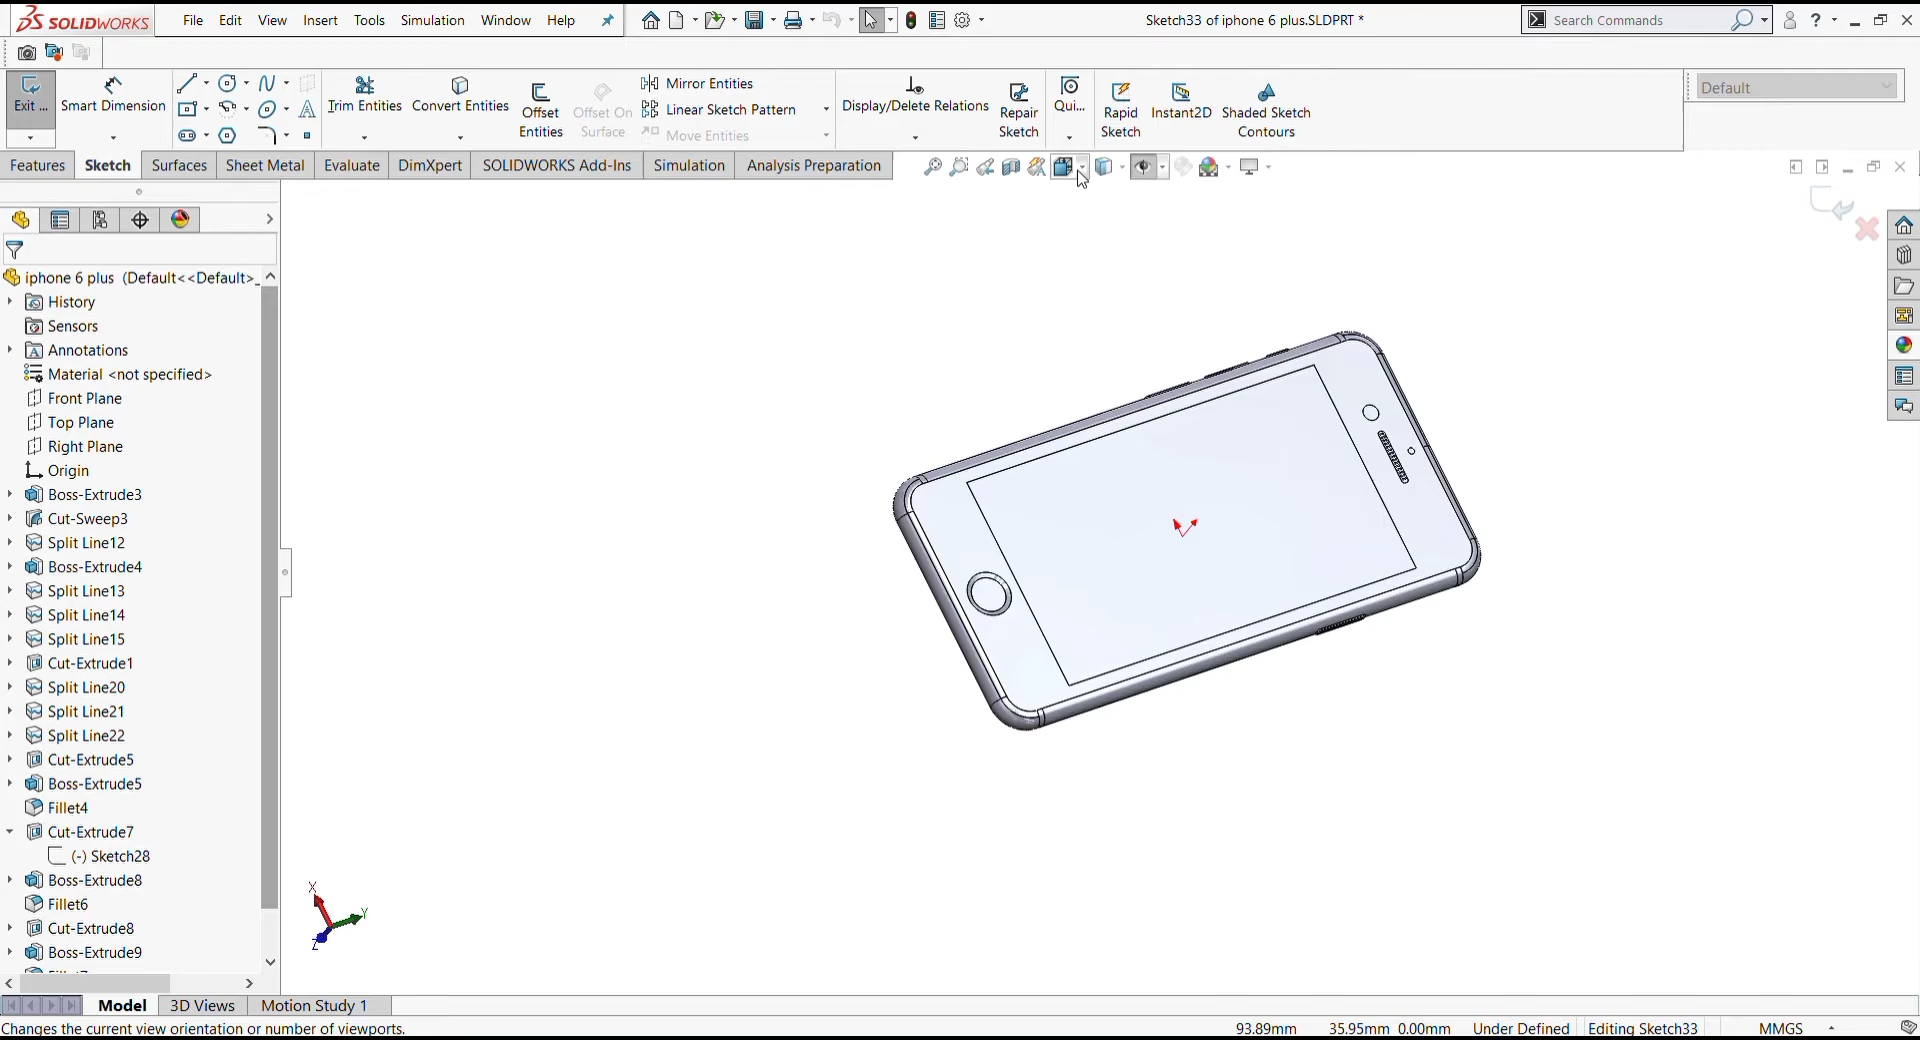 SOLIDWORKS File Edit View Insert Tools Simulation Window Help Sketch33 of iphone 6 plus.SLDPRT * Search Commands ?
Exit ... Smart Dimension Trim Entities Convert Entities Offset Entities Offset On Surface Mirror Entities Linear Sketch Pattern Move Entities Display/Delete Relations Repair Sketch Qui... Rapid Sketch Instant2D Shaded Sketch Contours Default
Features Sketch Surfaces Sheet Metal Evaluate DimXpert SOLIDWORKS Add-Ins Simulation Analysis Preparation
iphone 6 plus (Default<<Default>_
History
Sensors
Annotations
Material <not specified>
Front Plane
Top Plane
Right Plane
Origin
Boss-Extrude3
Cut-Sweep3
Split Line12
Boss-Extrude4
Split Line13
Split Line14
Split Line15
Cut-Extrude1
Split Line20
Split Line21
Split Line22
Cut-Extrude5
Boss-Extrude5
Fillet4
Cut-Extrude7
(-) Sketch28
Boss-Extrude8
Fillet6
Cut-Extrude8
Boss-Extrude9
X
Y
Z
Model 3D Views Motion Study 1
Changes the current view orientation or number of viewports. 93.89mm 35.95mm 0.00mm Under Defined Editing Sketch33 MMGS